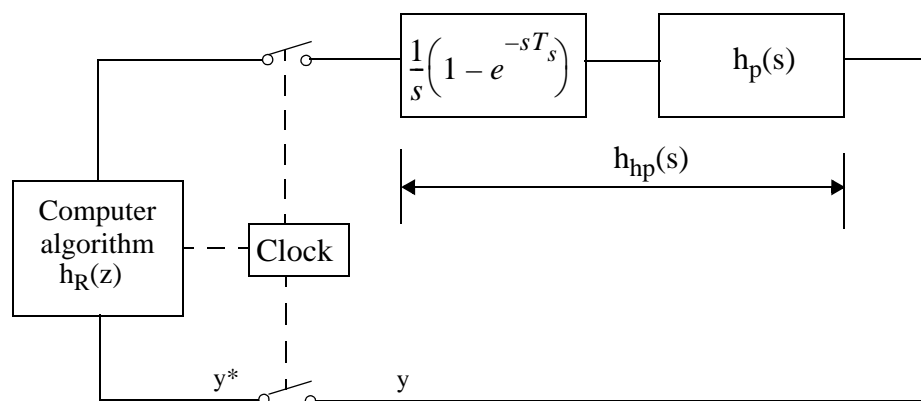 1/s(1 – e^–sT_s)
h_p(s)
h_hp(s)
Computer
algorithm
h_R(z)
Clock
y*
y